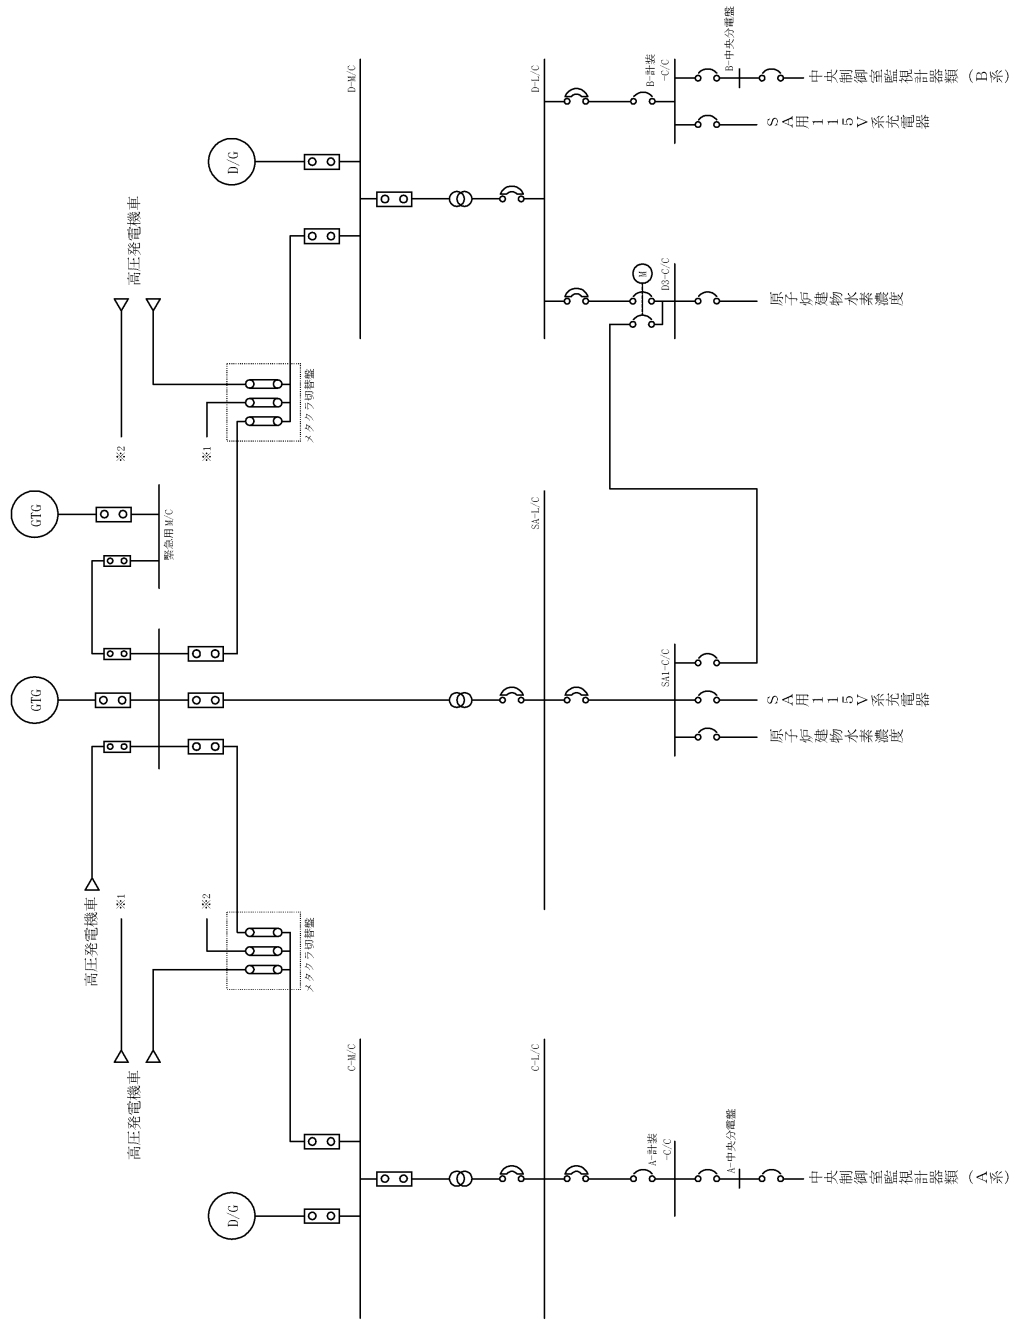 高圧発電機車
D/G
※2
※1
メタクラ切替盤
D-M/C
D-L/C
B-計装
-C/C
B-中央分電盤
中央制御室監視計器類(B系)
SA用115V系充電器
M
D3-C/C
原子炉建物水素濃度
GTG
緊急用M/C
GTG
SA-L/C
SA1-C/C
SA用115V系充電器
原子炉建物水素濃度
高圧発電機車
※1
※2
メタクラ切替盤
高圧発電機車
D/G
C-M/C
C-L/C
A-計装
-C/C
A-中央分電盤
中央制御室監視計器類(A系)